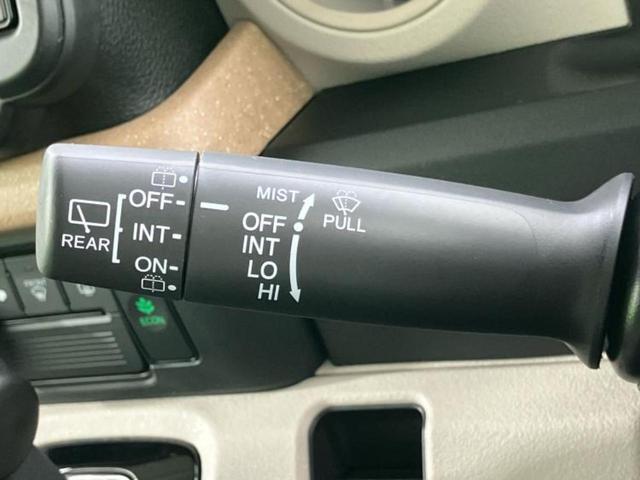 REAR
OFF
INT
ON
MIST
OFF
INT
LO
HI
PULL
ECON